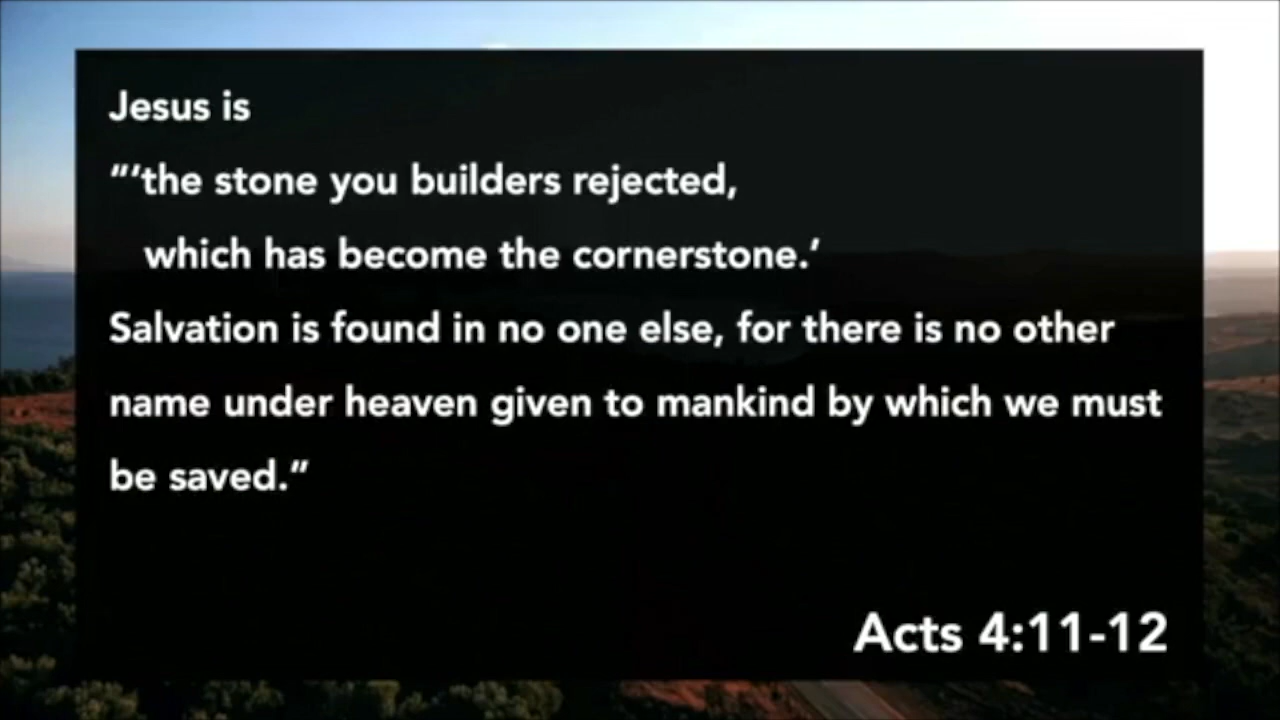 Jesus is
“‘the stone you builders rejected,
which has become the cornerstone.’
Salvation is found in no one else, for there is no other
name under heaven given to mankind by which we must
be saved.”
Acts 4:11-12